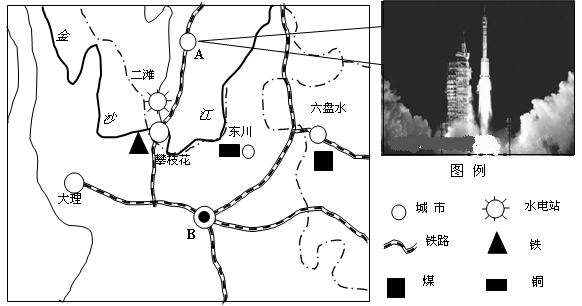 金
沙
江
A
二滩
六盘水
东川
攀枝花
大理
B
图 例
城 市
水电站
铁路
铁
煤
铜